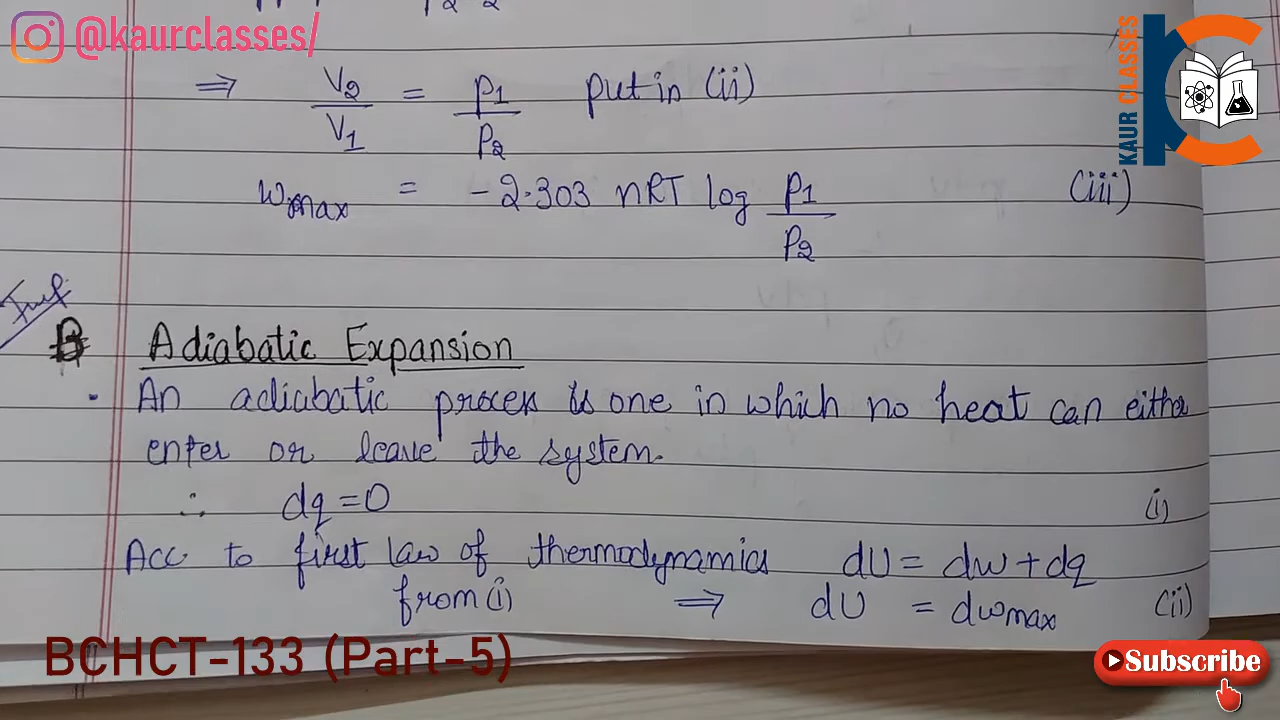 @kaurclasses/
KAUR CLASSES
⇒ V2/V1 = P1/P2 put in (ii)
Wmax = -2.303 nRT log P1/P2 (iii)
B Adiabatic Expansion
· An adiabatic process is one in which no heat can either
enter or leave the system.
∴ dq = 0 (i)
Acc to first law of thermodynamics dU = dw + dq
from (i) ⇒ dU = dwmax (ii)
BCHCT-133 (Part-5)
Subscribe